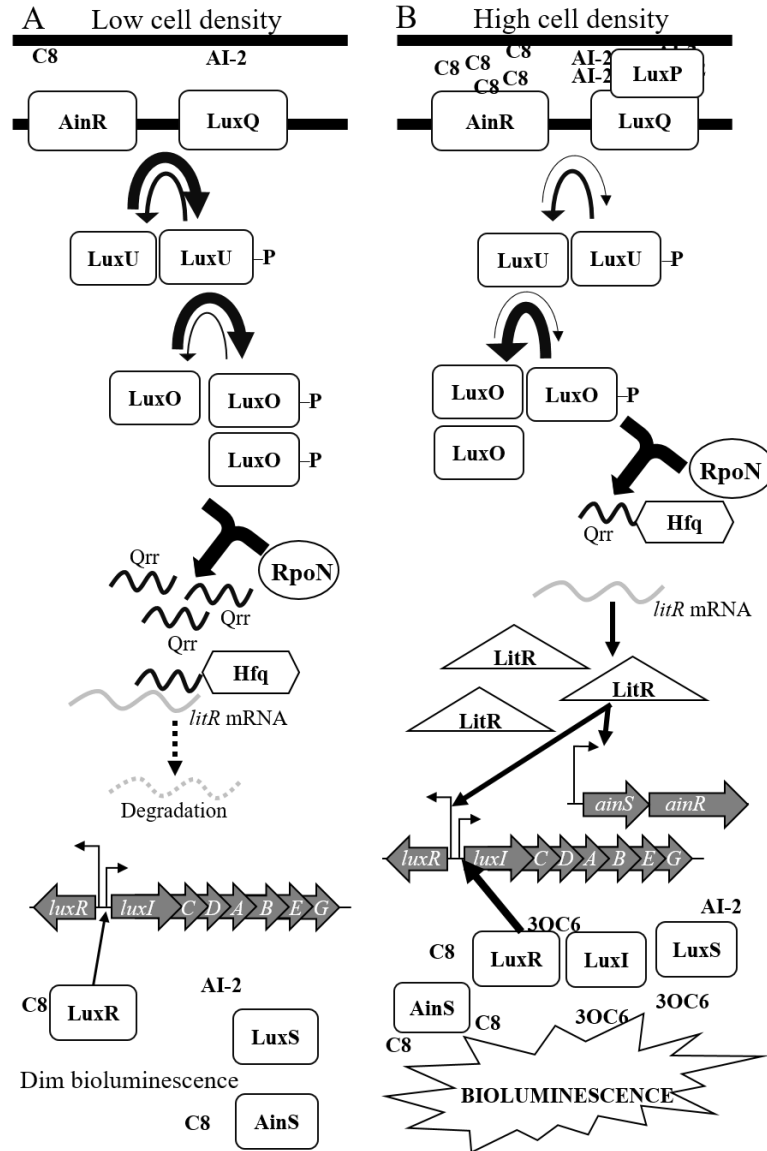 A Low cell density
C8 AI-2
AinR LuxQ
LuxU LuxU P
LuxO LuxO P
LuxO P
Qrr
RpoN
Qrr
Qrr
Hfq
litR mRNA
Degradation
luxR luxI C D A B E G
AI-2
C8 LuxR
LuxS
Dim bioluminescence
C8 AinS
B High cell density
C8 AI-2
C8 C8 LuxP
C8 C8 AI-2
AinR LuxQ
LuxU LuxU P
LuxO LuxO P
LuxO
RpoN
Qrr Hfq
litR mRNA
LitR
LitR
LitR
ainS ainR
luxR luxI C D A B E G
AI-2
3OC6
C8 LuxR LuxI LuxS
AinS 3OC6
C8 3OC6
C8
BIOLUMINESCENCE